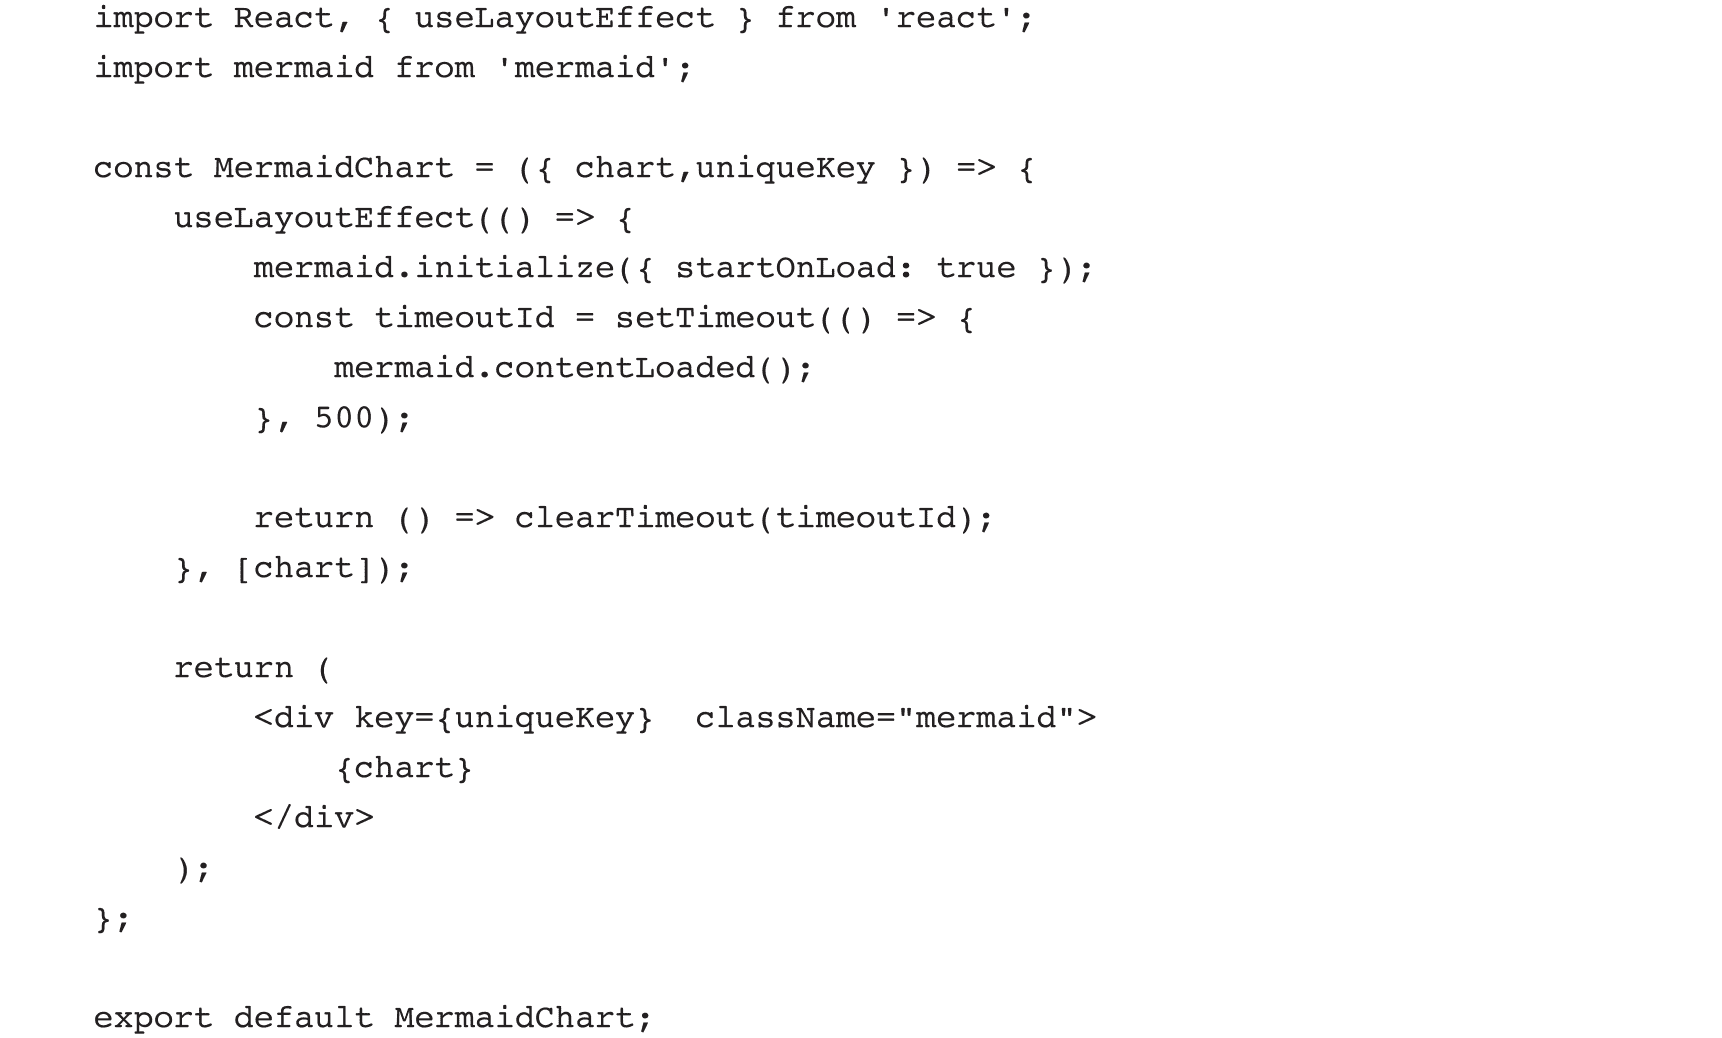 import React, { useLayoutEffect } from 'react';
import mermaid from 'mermaid';

const MermaidChart = ({ chart,uniqueKey }) => {
    useLayoutEffect(() => {
        mermaid.initialize({ startOnLoad: true });
        const timeoutId = setTimeout(() => {
            mermaid.contentLoaded();
        }, 500);

        return () => clearTimeout(timeoutId);
    }, [chart]);

    return (
        <div key={uniqueKey}  className="mermaid">
            {chart}
        </div>
    );
};

export default MermaidChart;